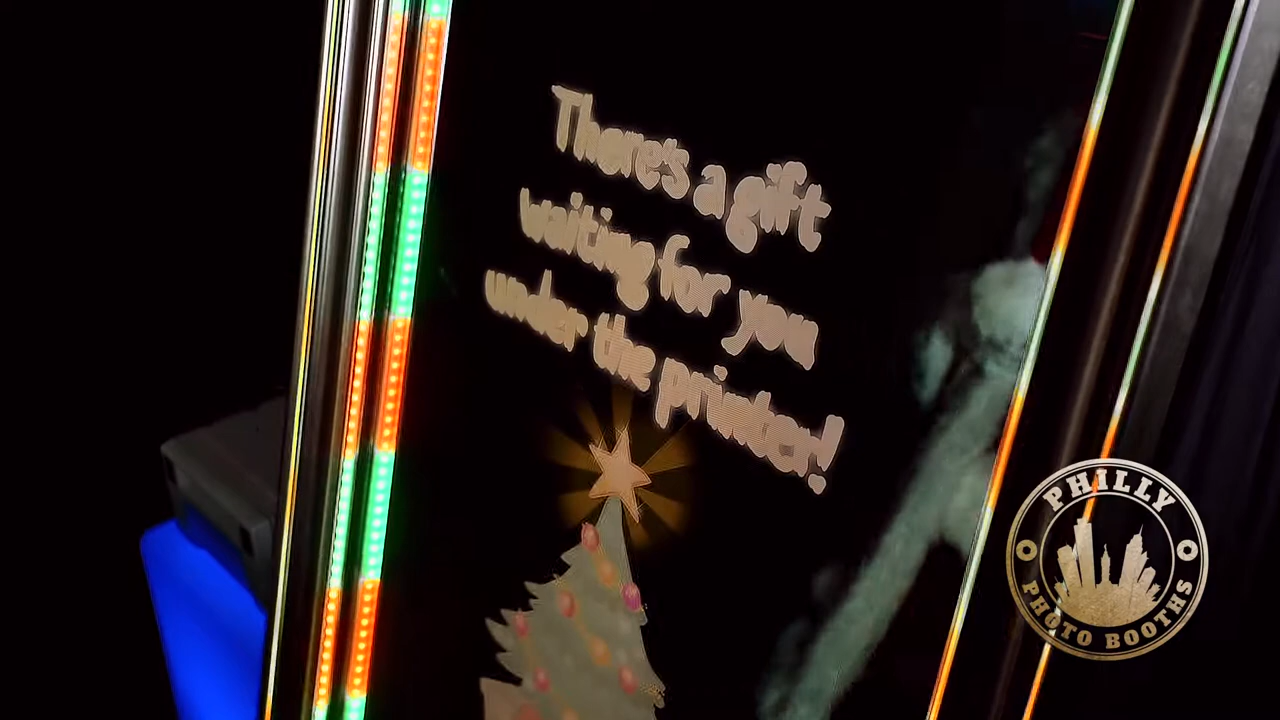 There's a gift
waiting for you
under the printer!
PHILLY
PHOTO BOOTHS